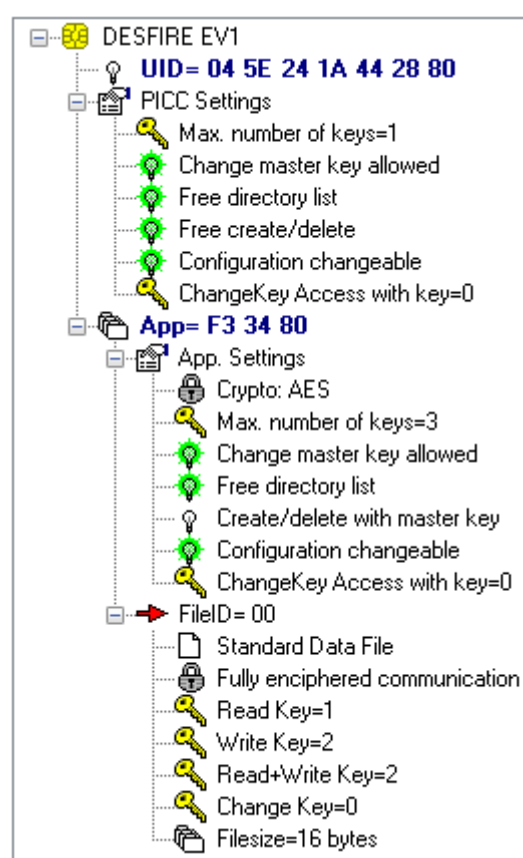 DESFIRE EV1
UID= 04 5E 24 1A 44 28 80
PICC Settings
Max. number of keys=1
Change master key allowed
Free directory list
Free create/delete
Configuration changeable
ChangeKey Access with key=0
App= F3 34 80
App. Settings
Crypto: AES
Max. number of keys=3
Change master key allowed
Free directory list
Create/delete with master key
Configuration changeable
ChangeKey Access with key=0
FileID= 00
Standard Data File
Fully enciphered communication
Read Key=1
Write Key=2
Read+Write Key=2
Change Key=0
Filesize=16 bytes